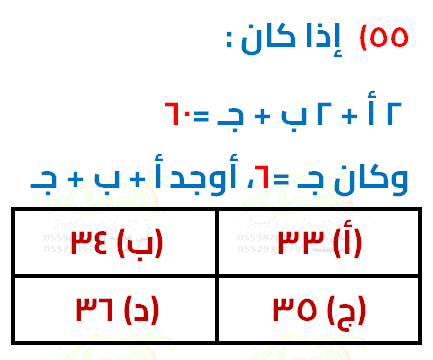 ٥٥) إذا كان :
٢ أ + ٢ ب + جـ = ٦٠
وكان جـ = ٦، أوجد أ + ب + جـ
(أ) ٣٣ (ب) ٣٤
(ج) ٣٥ (د) ٣٦